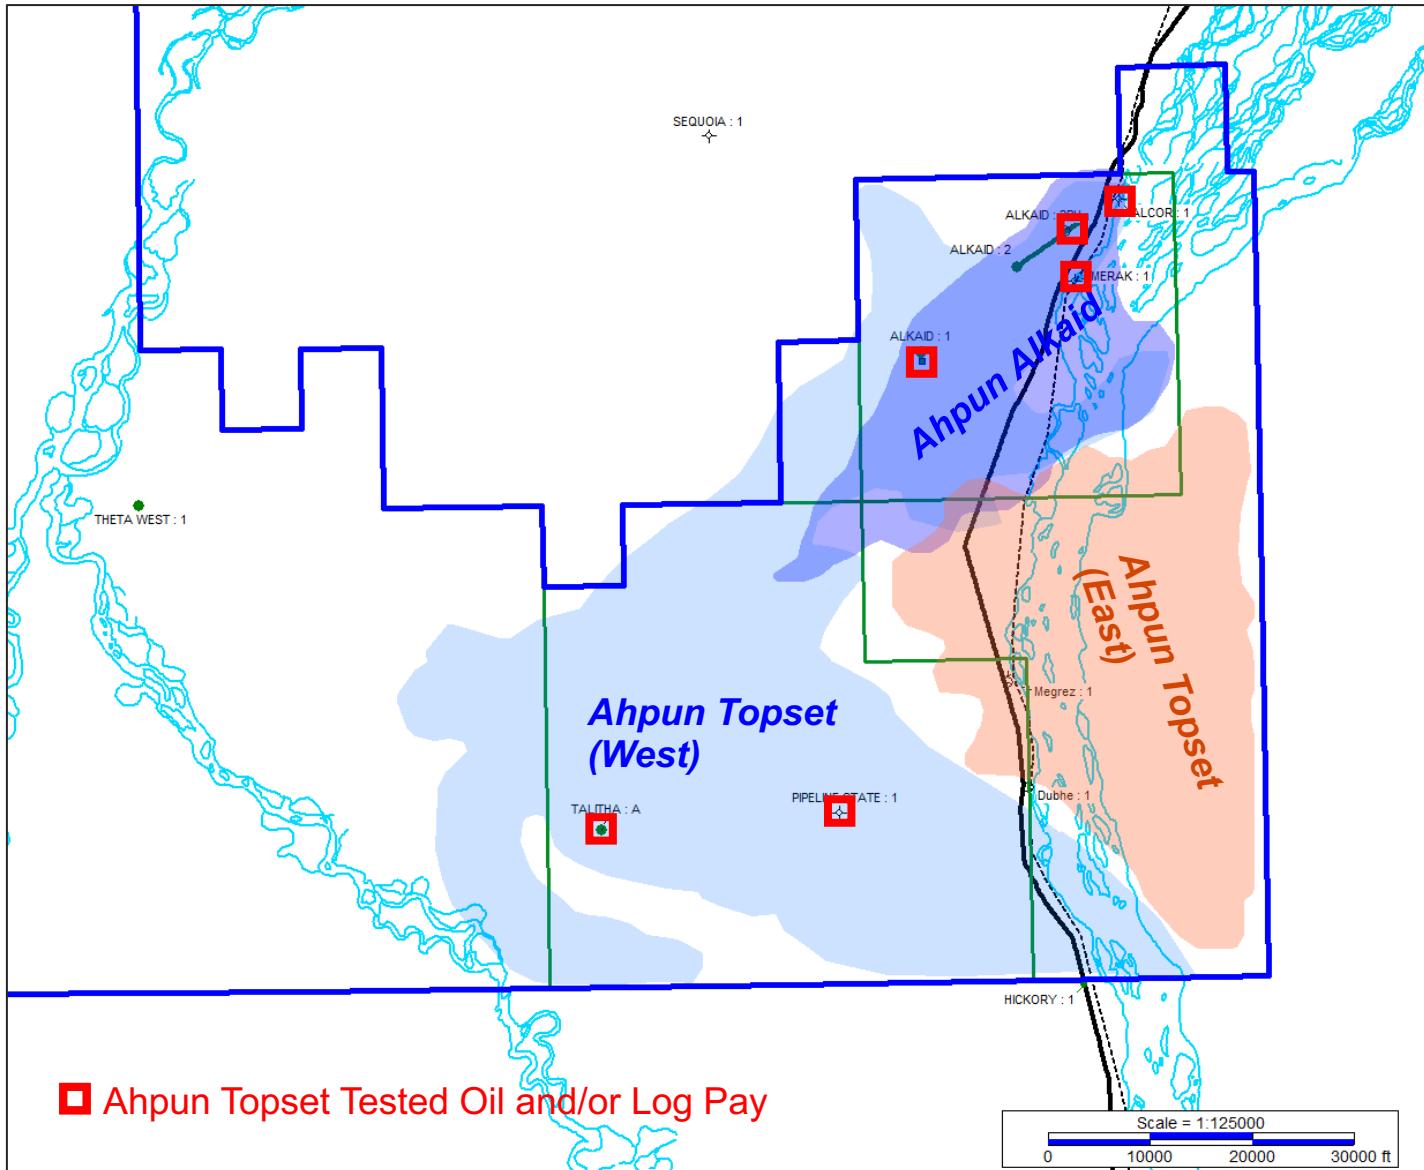 SEQUOIA : 1
ALCOR : 1
ALKAID :
ALKAID : 2
MERAK : 1
ALKAID : 1
Ahpun Alkaid
THETA WEST : 1
Ahpun Topset
(East)
Megrez : 1
Ahpun Topset
(West)
Dubhe : 1
PIPELINE STATE : 1
TALITHA : A
HICKORY : 1
Ahpun Topset Tested Oil and/or Log Pay
Scale = 1:125000
0 10000 20000 30000 ft